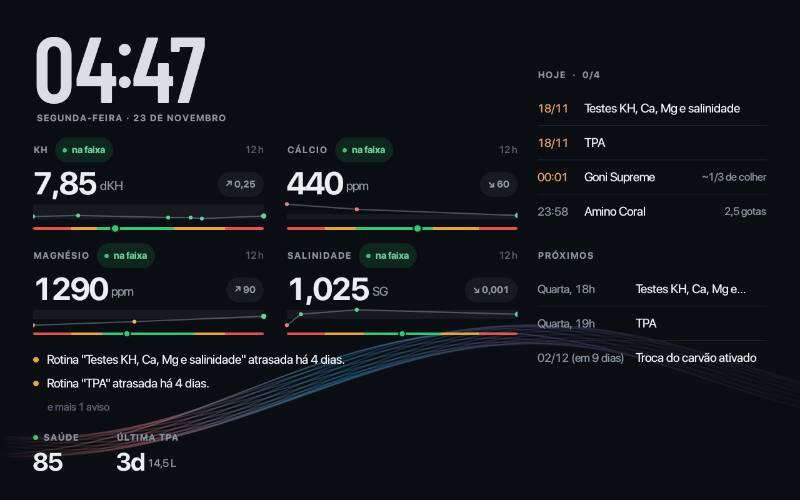 04:47
SEGUNDA-FEIRA · 23 DE NOVEMBRO
KH • na faixa 12 h
7,85 dKH ↗ 0,25
CÁLCIO • na faixa 12 h
440 ppm ↘ 60
MAGNÉSIO • na faixa
1290 ppm ↗ 90
SALINIDADE • na faixa
1,025 SG ↘ 0,001
Rotina "Testes KH, Ca, Mg e salinidade" atrasada há 4 dias.
Rotina "TPA" atrasada há 4 dias.
e mais 1 aviso
SAÚDE
85
ÚLTIMA TPA
3d 14,5 L
HOJE · 0/4
18/11 Testes KH, Ca, Mg e salinidade
18/11 TPA
00:01 Goni Supreme ~1/3 de colher
23:58 Amino Coral 2,5 gotas
PRÓXIMOS
Quarta, 18h Testes KH, Ca, Mg e...
Quarta, 19h TPA
02/12 (em 9 dias) Troca do carvão ativado